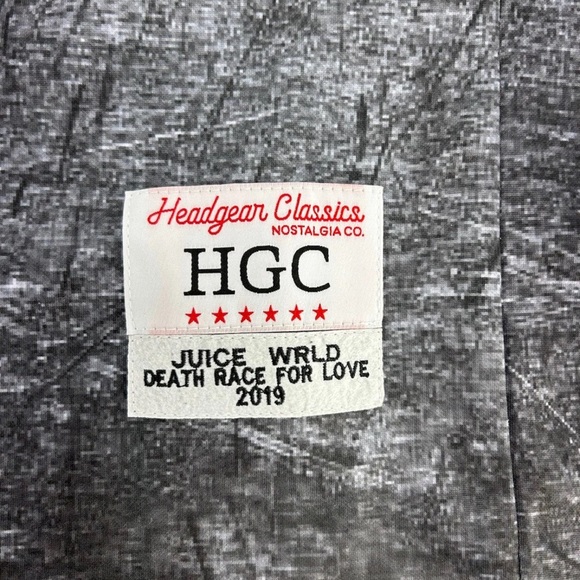 Headgear Classics
NOSTALGIA CO.
HGC
JUICE WRLD
DEATH RACE FOR LOVE
2019